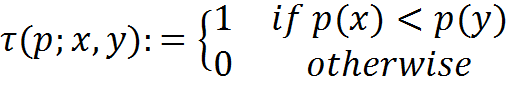 τ(p; x, y): = {1 if p(x) < p(y)
0 otherwise